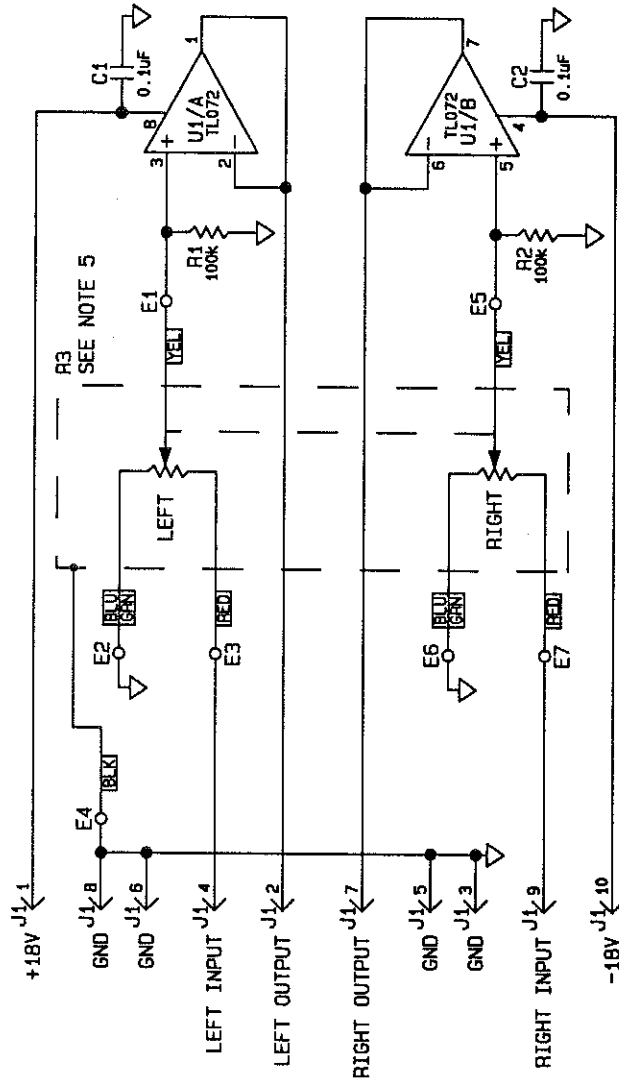 +18V
J1
1
C1
0.1uF
8
U1/A
TL072
3
+
2
−
1
R3
SEE NOTE 5
E1
YEL
R1
100k
LEFT
BLU
GRN
E2
RED
E3
BLK
E4
J1
8
GND
J1
6
GND
J1
4
LEFT INPUT
J1
2
LEFT OUTPUT
J1
7
RIGHT OUTPUT
7
TL072
U1/B
6
−
5
+
4
C2
0.1uF
R2
100k
E5
YEL
RIGHT
BLU
GRN
E6
RED
E7
J1
5
GND
J1
3
GND
J1
9
RIGHT INPUT
J1
10
-18V